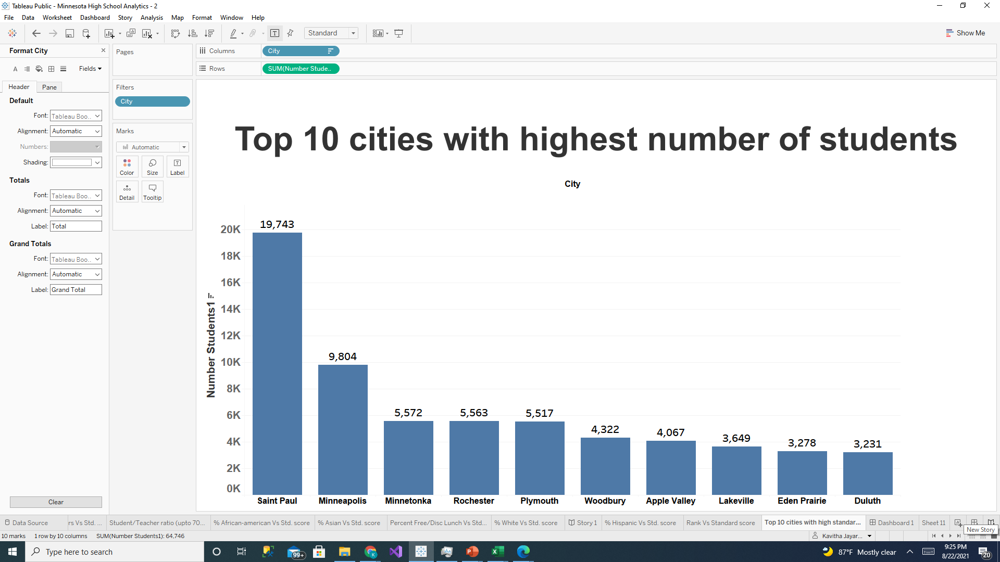 Tableau Public - Minnesota High School Analytics - 2
File Data Worksheet Dashboard Story Analysis Map Format Window Help
Standard
Show Me
Format City
Fields
Header Pane
Default
Font: Tableau Boo..
Alignment: Automatic
Numbers:
Shading:
Totals
Font: Tableau Boo..
Alignment: Automatic
Label: Total
Grand Totals
Font: Tableau Boo..
Alignment: Automatic
Label: Grand Total
Clear
Pages
Filters
City
Marks
Automatic
Color Size Label
Detail Tooltip
Columns City
Rows SUM(Number Stude..
Top 10 cities with highest number of students
City
Number Students1
20K
18K
16K
14K
12K
10K
8K
6K
4K
2K
0K
19,743
9,804
5,572
5,563
5,517
4,322
4,067
3,649
3,278
3,231
Saint Paul Minneapolis Minnetonka Rochester Plymouth Woodbury Apple Valley Lakeville Eden Prairie Duluth
Data Source rs Vs Std. ... Student/Teacher ratio (upto 70... % African-american Vs Std. score % Asian Vs Std. score Percent Free/Disc Lunch Vs Std... % White Vs Std. score Story 1 % Hispanic Vs Std. score Rank Vs Standard score Top 10 cities with high standar... Dashboard 1 Sheet 11
New Story
10 marks 1 row by 10 columns SUM(Number Students1): 64,746 Kavitha Jayar...
Type here to search
99+
K
87°F Mostly clear
9:25 PM
8/22/2021
20